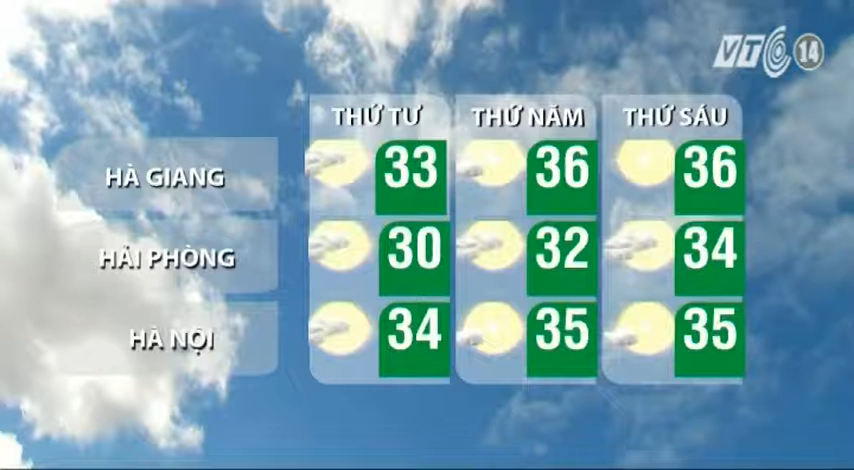 VTC 14
THỨ TƯ THỨ NĂM THỨ SÁU
HÀ GIANG 33 36 36
HẢI PHÒNG 30 32 34
HÀ NỘI 34 35 35